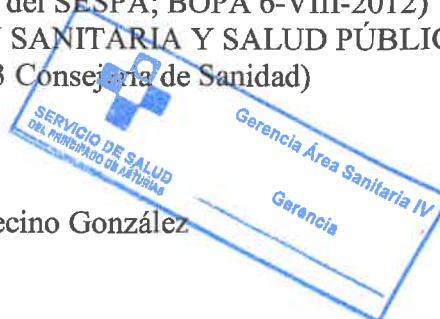 del SESPA; BOPA 6-VIII-2012)
SANITARIA Y SALUD PÚBLIC
3 Consejería de Sanidad)
SERVICIO DE SALUD
DEL PRINCIPADO DE ASTURIAS
Gerencia Área Sanitaria IV
Gerencia
ecino González